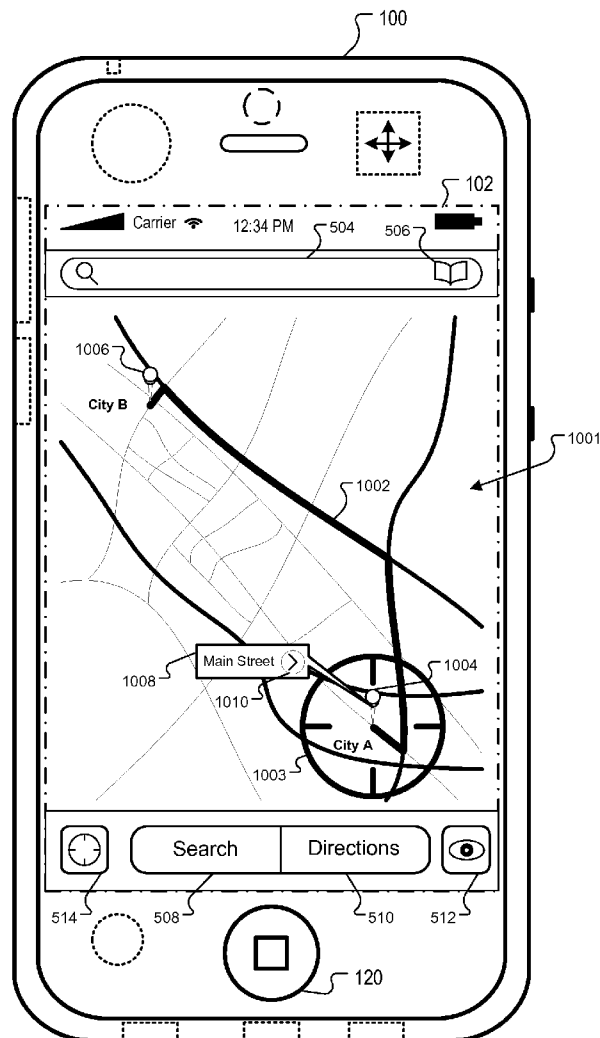 100
102
Carrier 12:34 PM 504 506
1006
City B
1001
1002
1008 Main Street 1004
1010
City A
1003
Search Directions
514 508 510 512
120